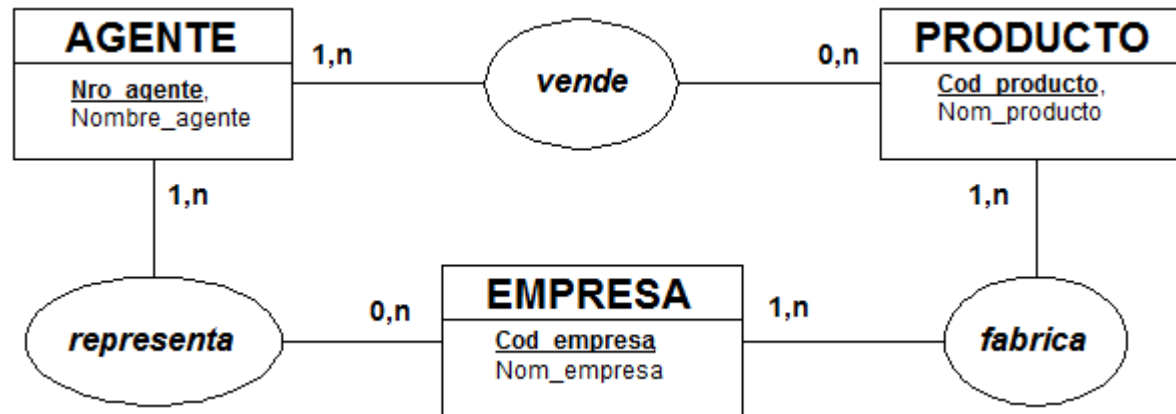 AGENTE
Nro_agente,
Nombre_agente
1,n
vende
0,n
PRODUCTO
Cod_producto,
Nom_producto
1,n
1,n
representa
0,n
EMPRESA
Cod_empresa
Nom_empresa
1,n
fabrica